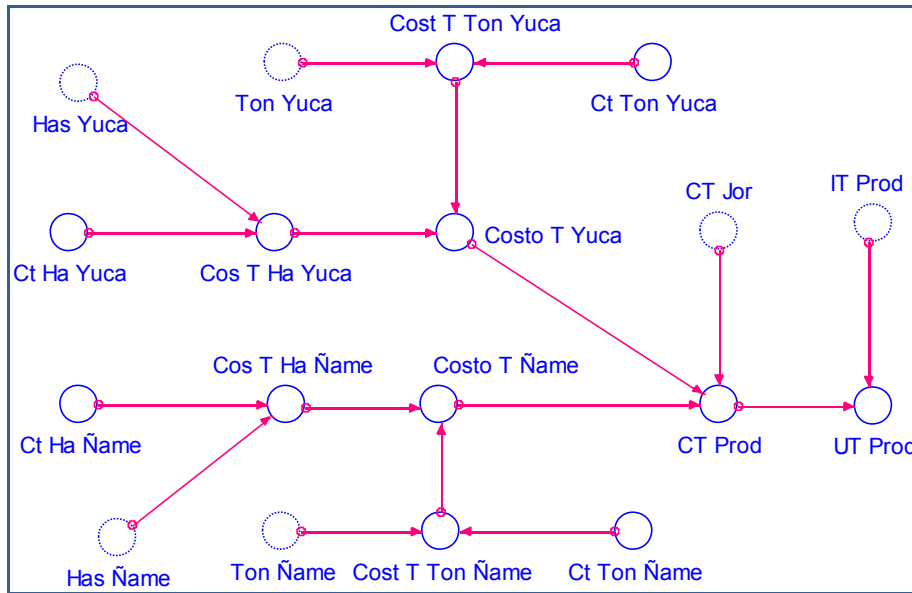 Cost T Ton Yuca
Ton Yuca
Ct Ton Yuca
Has Yuca
CT Jor
IT Prod
Costo T Yuca
Ct Ha Yuca
Cos T Ha Yuca
Cos T Ha Ñame
Costo T Ñame
Ct Ha Ñame
CT Prod
UT Prod
Has Ñame
Ton Ñame
Cost T Ton Ñame
Ct Ton Ñame